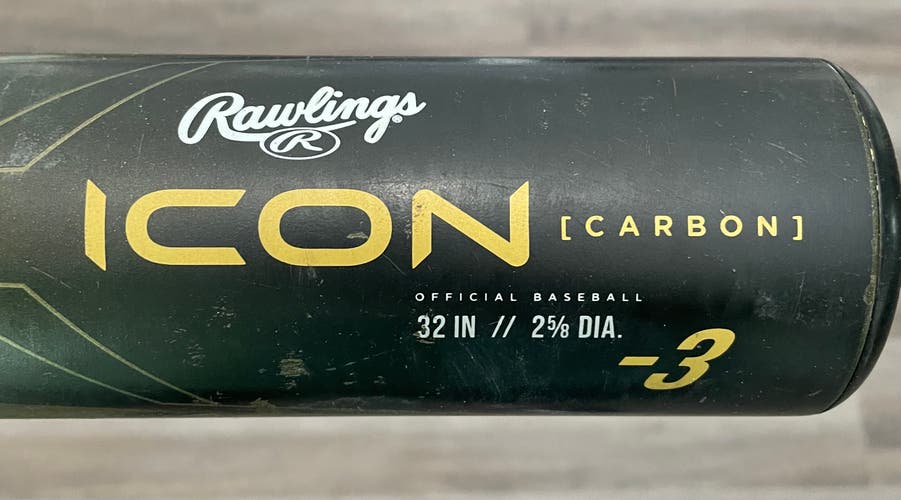 Rawlings®
R
ICON [CARBON]
OFFICIAL BASEBALL
32 IN // 2⅝ DIA.
-3